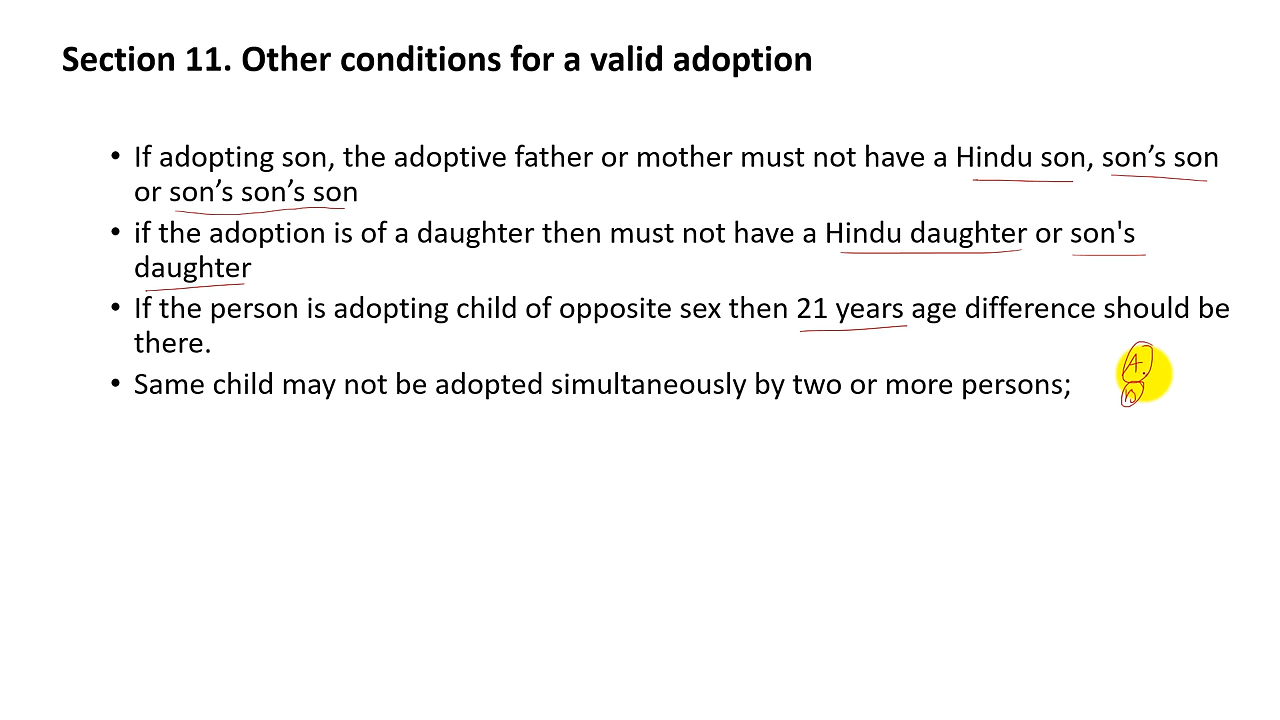 Section 11. Other conditions for a valid adoption
• If adopting son, the adoptive father or mother must not have a Hindu son, son’s son
or son’s son’s son
• if the adoption is of a daughter then must not have a Hindu daughter or son's
daughter
• If the person is adopting child of opposite sex then 21 years age difference should be
there.
A.
• Same child may not be adopted simultaneously by two or more persons;